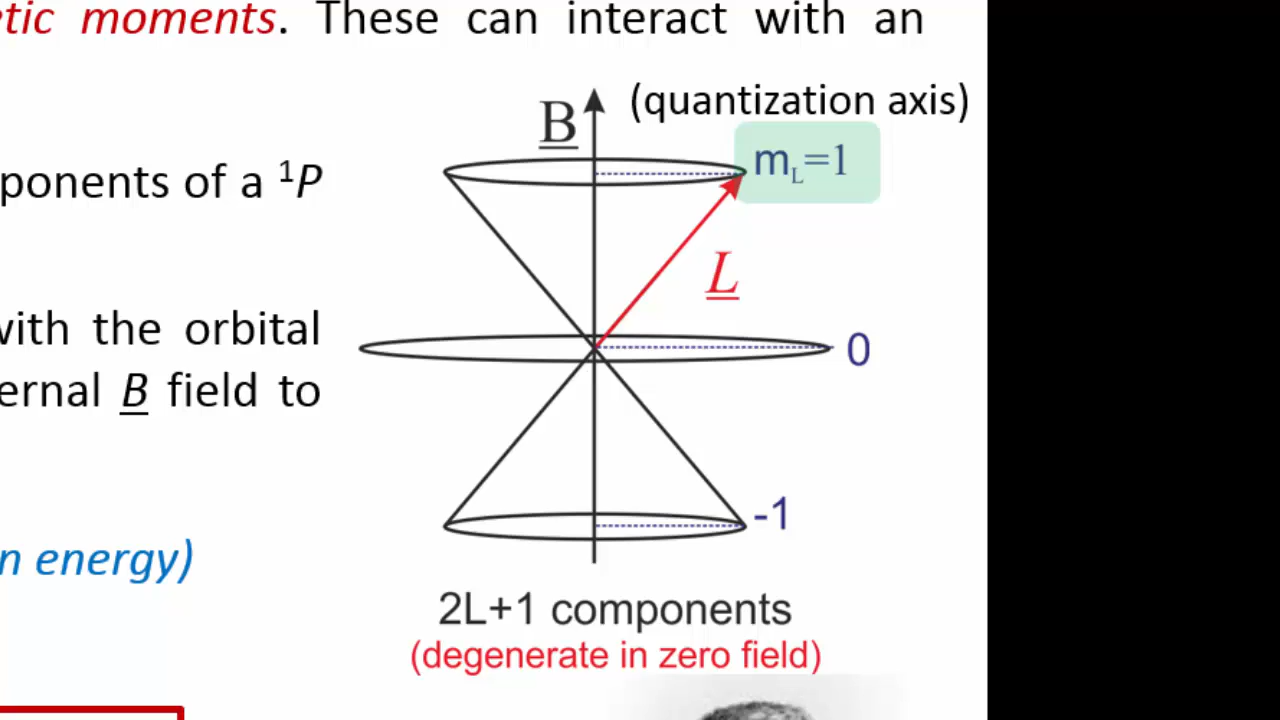 tic moments. These can interact with an
(quantization axis)
B
mL=1
ponents of a ¹P
L
with the orbital
0
ernal B field to
-1
n energy)
2L+1 components
(degenerate in zero field)